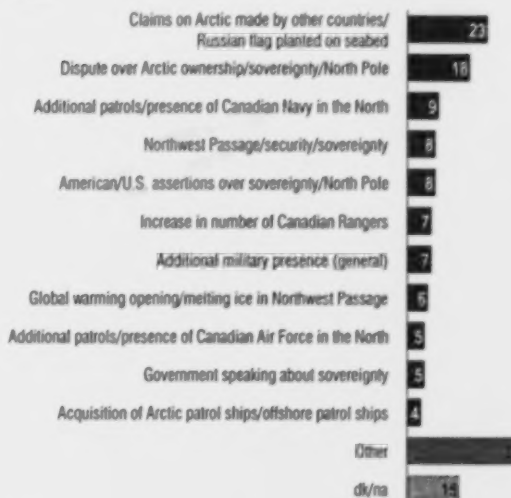 Claims on Arctic made by other countries/
Russian flag planted on seabed 23
Dispute over Arctic ownership/sovereignty/North Pole 18
Additional patrols/presence of Canadian Navy in the North 9
Northwest Passage/security/sovereignty 8
American/U.S. assertions over sovereignty/North Pole 8
Increase in number of Canadian Rangers 7
Additional military presence (general) 7
Global warming opening/melting ice in Northwest Passage 6
Additional patrols/presence of Canadian Air Force in the North 5
Government speaking about sovereignty 5
Acquisition of Arctic patrol ships/offshore patrol ships 4
Other
dk/na 15